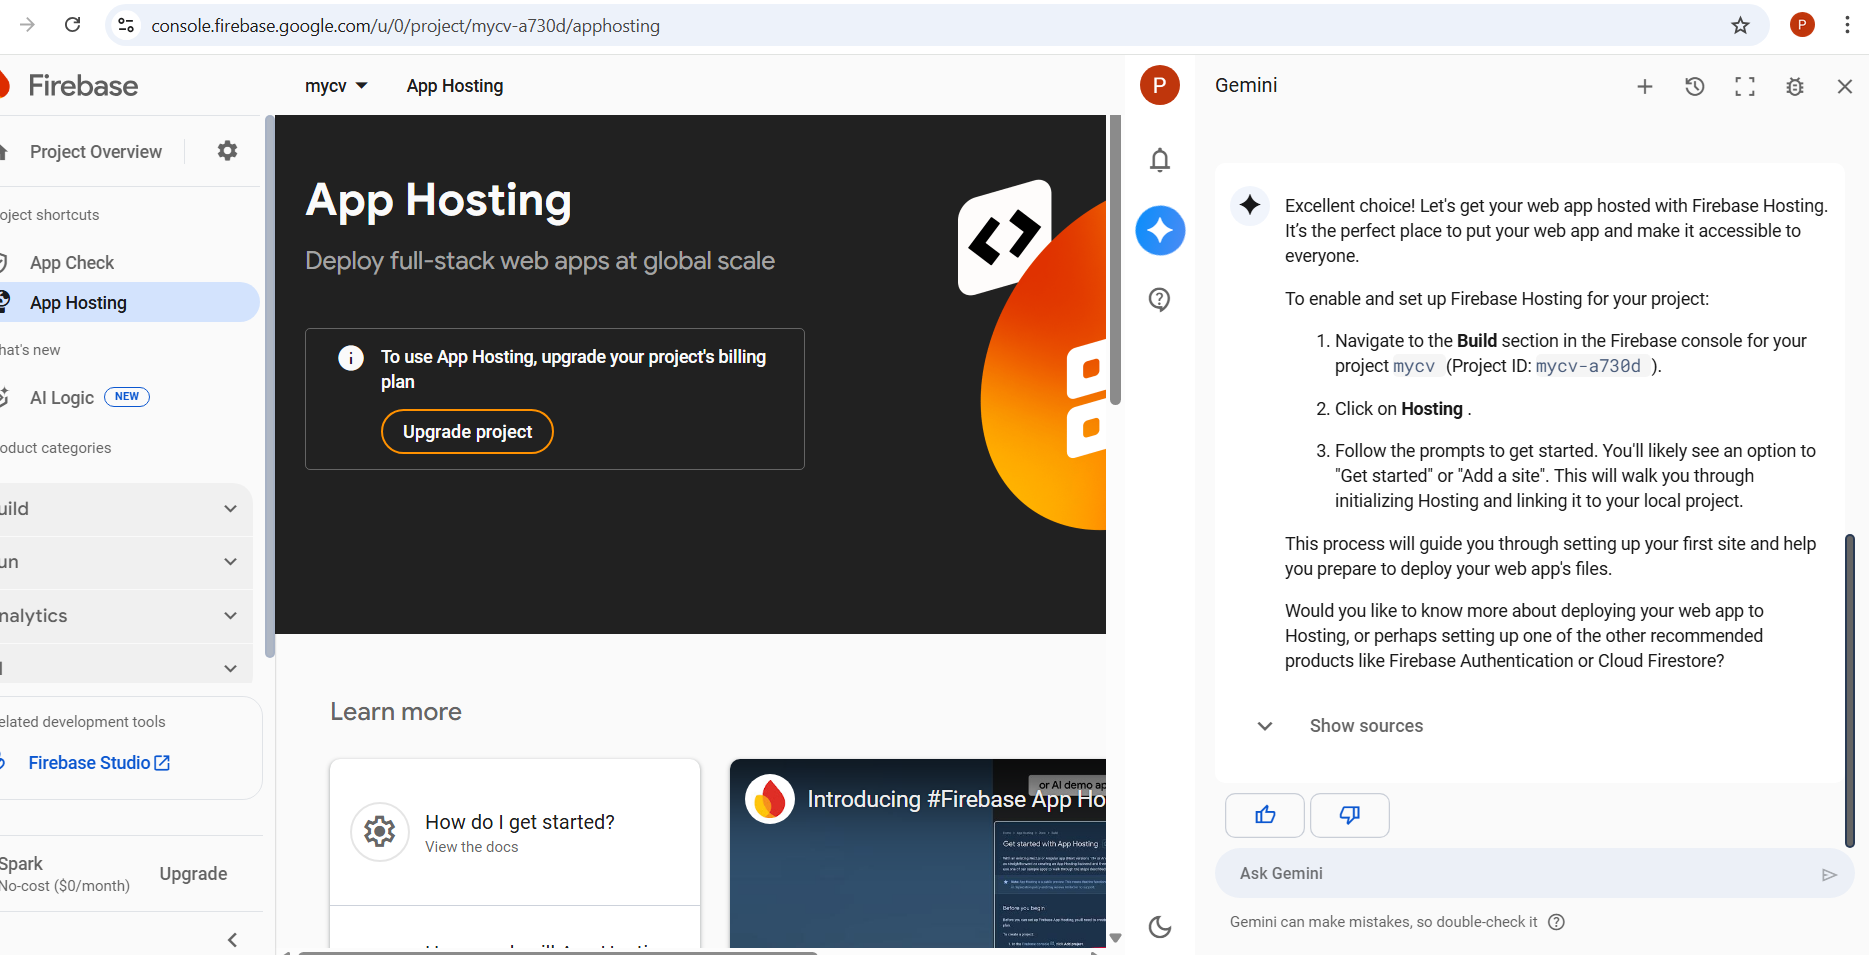 console.firebase.google.com/u/0/project/mycv-a730d/apphosting
P
Firebase
mycv
App Hosting
P
Gemini
Project Overview
oject shortcuts
App Check
App Hosting
hat's new
AI Logic NEW
oduct categories
uild
un
nalytics
elated development tools
Firebase Studio
Spark
No-cost ($0/month)
Upgrade
App Hosting
Deploy full-stack web apps at global scale
To use App Hosting, upgrade your project's billing
plan
Upgrade project
Learn more
How do I get started?
View the docs
Introducing #Firebase App Ho
or AI demo ap
Get started with App Hosting
Before you begin
Excellent choice! Let's get your web app hosted with Firebase Hosting.
It's the perfect place to put your web app and make it accessible to
everyone.
To enable and set up Firebase Hosting for your project:
1. Navigate to the Build section in the Firebase console for your
project mycv (Project ID: mycv-a730d ).
2. Click on Hosting .
3. Follow the prompts to get started. You'll likely see an option to
"Get started" or "Add a site". This will walk you through
initializing Hosting and linking it to your local project.
This process will guide you through setting up your first site and help
you prepare to deploy your web app's files.
Would you like to know more about deploying your web app to
Hosting, or perhaps setting up one of the other recommended
products like Firebase Authentication or Cloud Firestore?
Show sources
Ask Gemini
Gemini can make mistakes, so double-check it